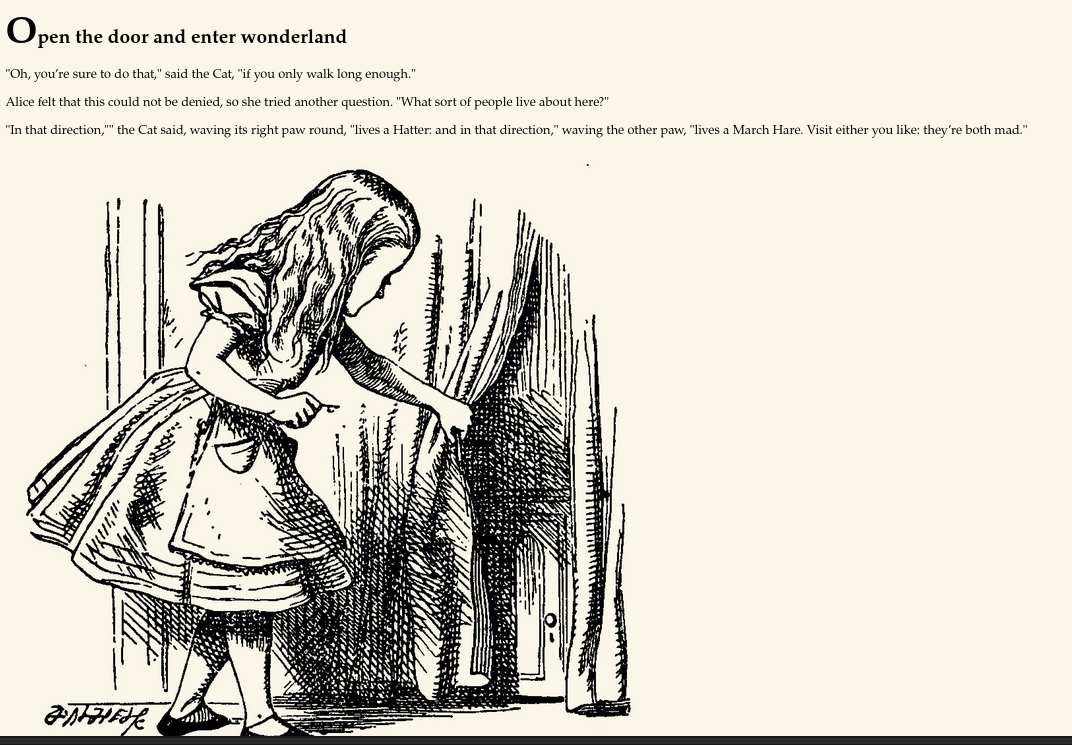 Open the door and enter wonderland
"Oh, you’re sure to do that," said the Cat, "if you only walk long enough."
Alice felt that this could not be denied, so she tried another question. "What sort of people live about here?"
"In that direction,"" the Cat said, waving its right paw round, "lives a Hatter: and in that direction," waving the other paw, "lives a March Hare. Visit either you like: they’re both mad."